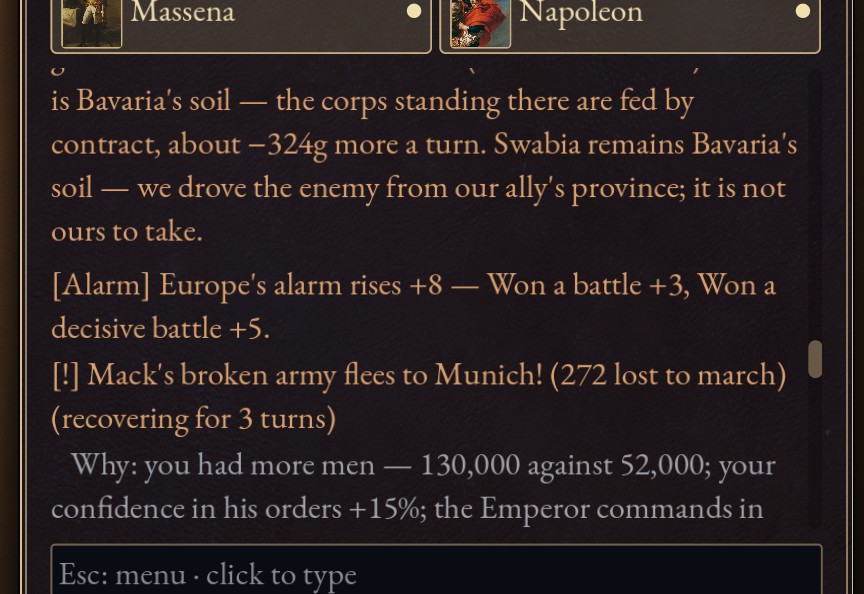 Massena
Napoleon
is Bavaria's soil — the corps standing there are fed by
contract, about −324g more a turn. Swabia remains Bavaria's
soil — we drove the enemy from our ally's province; it is not
ours to take.
[Alarm] Europe's alarm rises +8 — Won a battle +3, Won a
decisive battle +5.
[!] Mack's broken army flees to Munich! (272 lost to march)
(recovering for 3 turns)
Why: you had more men — 130,000 against 52,000; your
confidence in his orders +15%; the Emperor commands in
Esc: menu · click to type